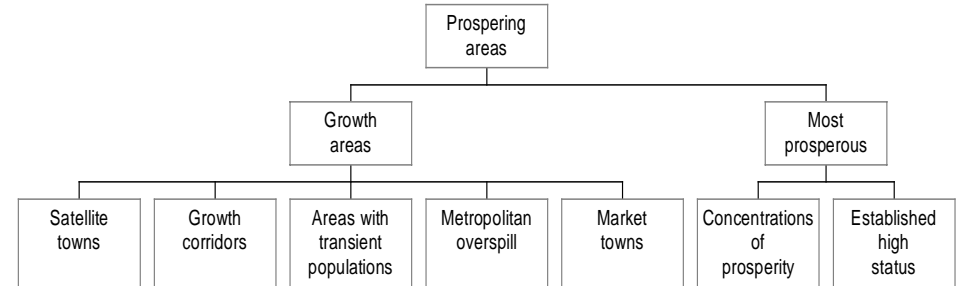 Prospering
areas
Growth
areas
Most
prosperous
Satellite
towns
Growth
corridors
Areas with
transient
populations
Metropolitan
overspill
Market
towns
Concentrations
of
prosperity
Established
high
status